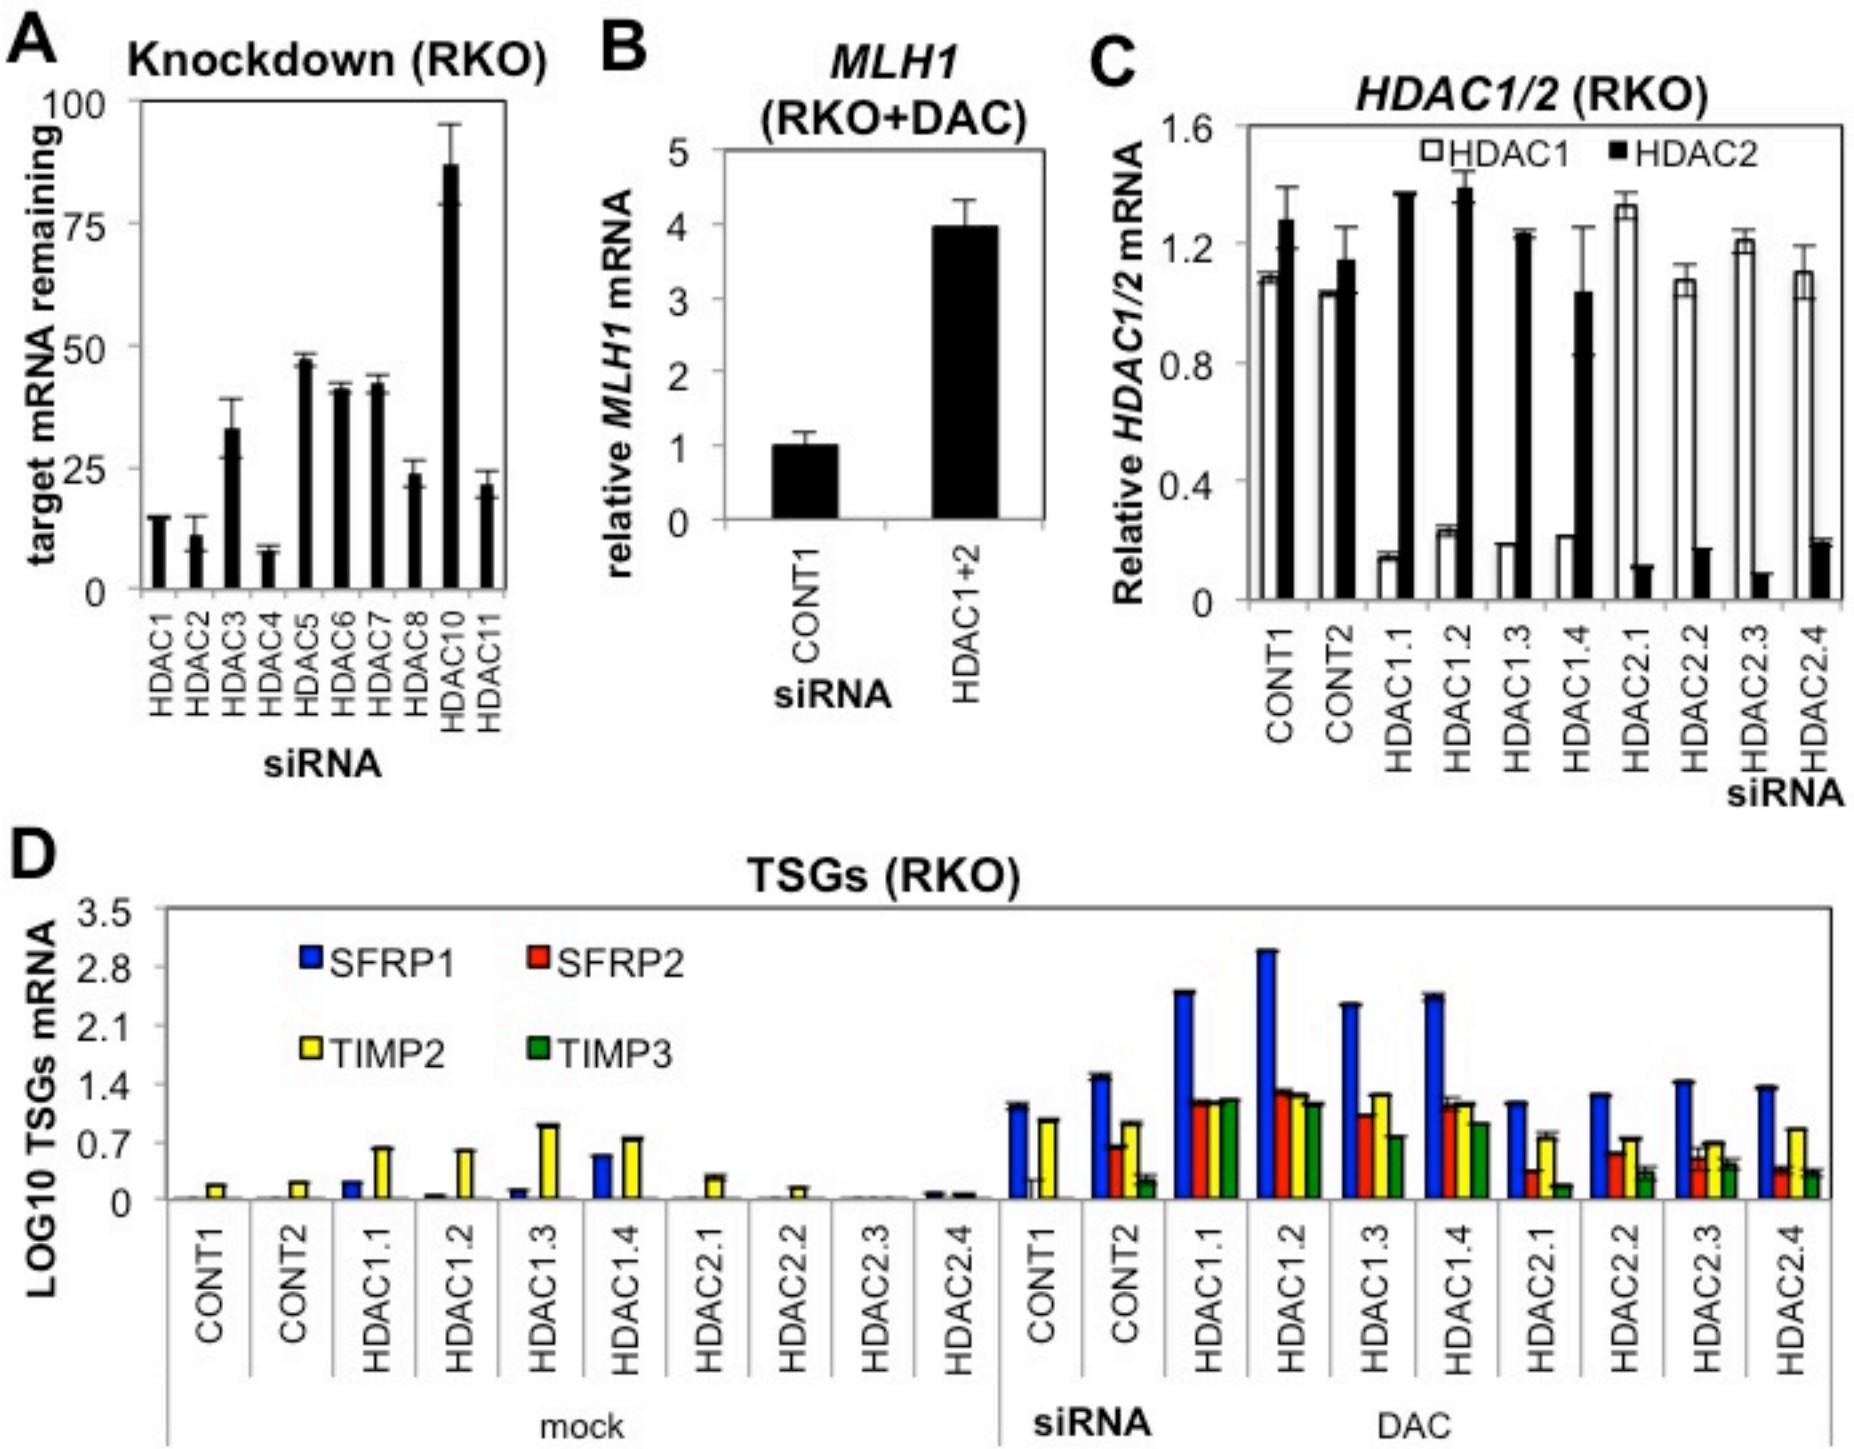 A
Knockdown (RKO)
target mRNA remaining
100
75
50
25
0
HDAC1
HDAC2
HDAC3
HDAC4
HDAC5
HDAC6
HDAC7
HDAC8
HDAC10
HDAC11
siRNA
B
MLH1
(RKO+DAC)
relative MLH1 mRNA
5
4
3
2
1
0
CONT1
HDAC1+2
siRNA
C
HDAC1/2 (RKO)
Relative HDAC1/2 mRNA
1.6
1.2
0.8
0.4
0
HDAC1 HDAC2
CONT1
CONT2
HDAC1.1
HDAC1.2
HDAC1.3
HDAC1.4
HDAC2.1
HDAC2.2
HDAC2.3
HDAC2.4
siRNA
D
TSGs (RKO)
LOG10 TSGs mRNA
3.5
2.8
2.1
1.4
0.7
0
SFRP1 SFRP2
TIMP2 TIMP3
CONT1
CONT2
HDAC1.1
HDAC1.2
HDAC1.3
HDAC1.4
HDAC2.1
HDAC2.2
HDAC2.3
HDAC2.4
CONT1
CONT2
HDAC1.1
HDAC1.2
HDAC1.3
HDAC1.4
HDAC2.1
HDAC2.2
HDAC2.3
HDAC2.4
mock siRNA DAC